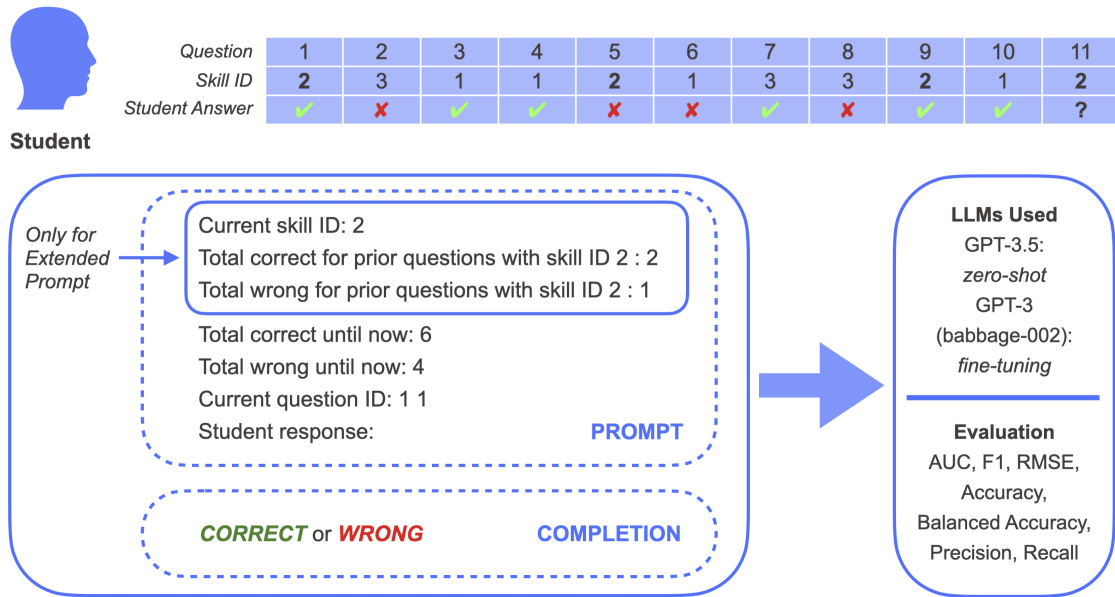 Question 1 2 3 4 5 6 7 8 9 10 11
Skill ID 2 3 1 1 2 1 3 3 2 1 2
Student Answer ✔ ✘ ✔ ✔ ✘ ✘ ✔ ✘ ✔ ✔ ?
Student
Only for
Extended
Prompt
Current skill ID: 2
Total correct for prior questions with skill ID 2 : 2
Total wrong for prior questions with skill ID 2 : 1
Total correct until now: 6
Total wrong until now: 4
Current question ID: 1 1
Student response:
PROMPT
CORRECT or WRONG
COMPLETION
LLMs Used
GPT-3.5:
zero-shot
GPT-3
(babbage-002):
fine-tuning
Evaluation
AUC, F1, RMSE,
Accuracy,
Balanced Accuracy,
Precision, Recall